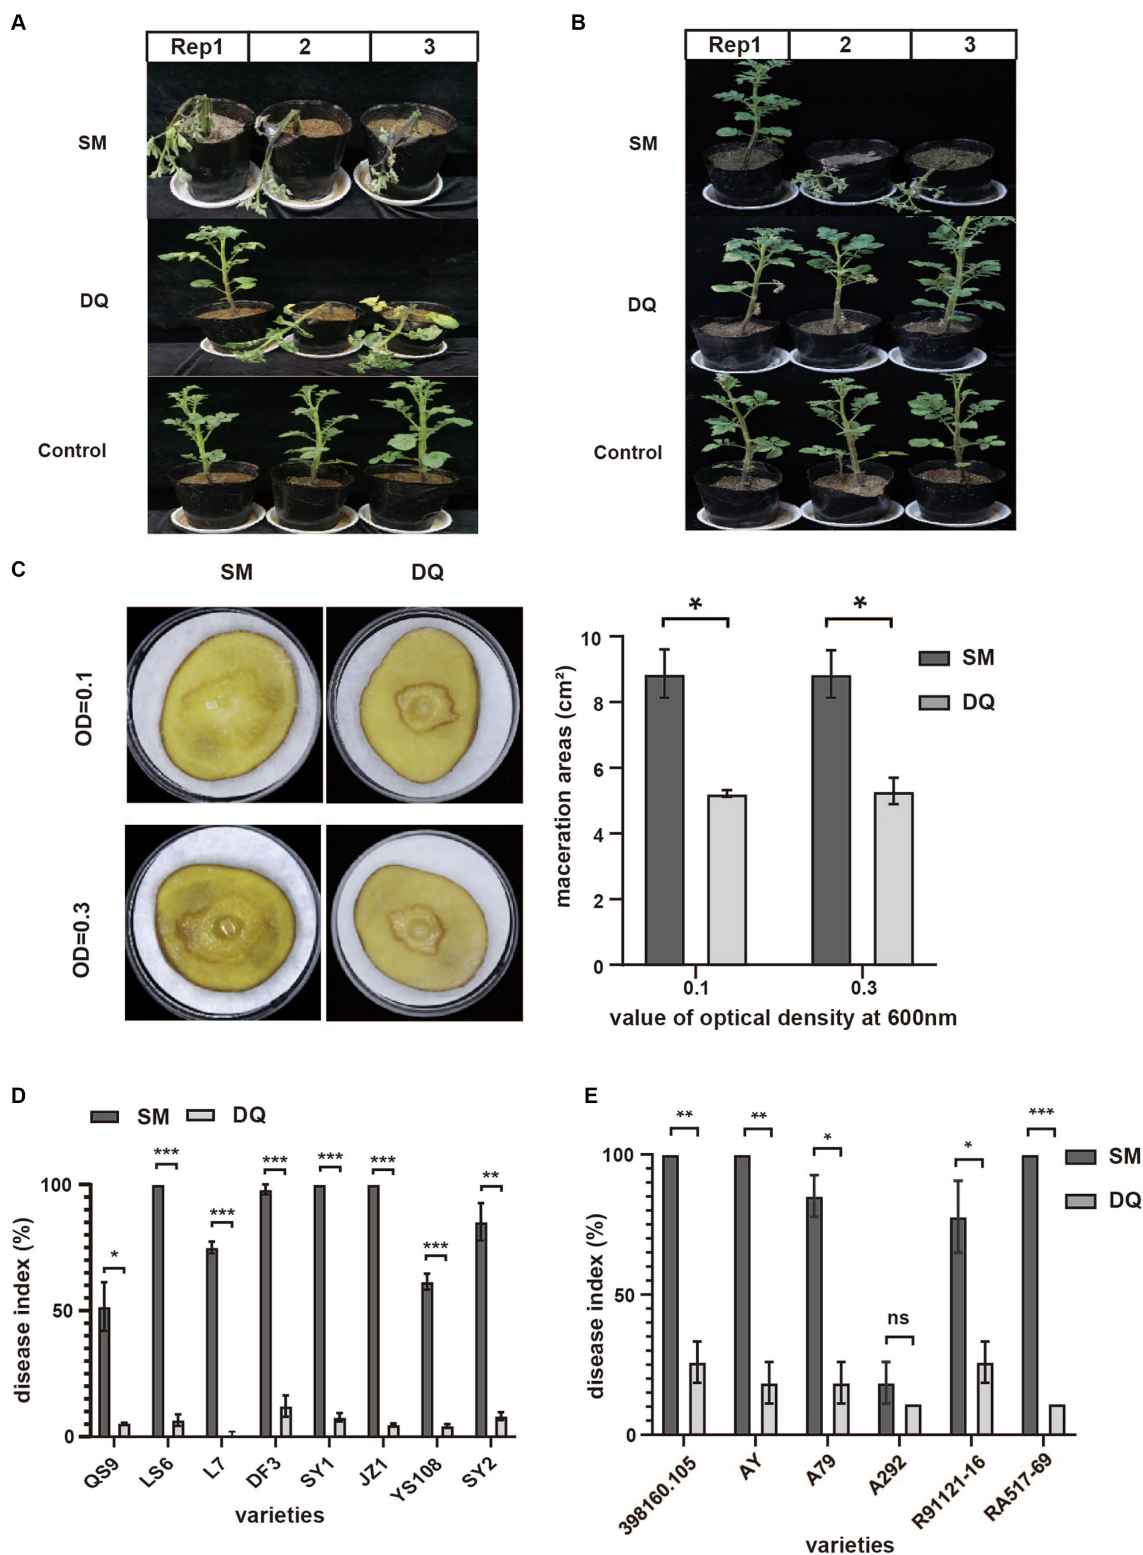 A
Rep1 2 3
SM
DQ
Control
B
Rep1 2 3
SM
DQ
Control
C
SM DQ
OD=0.1
OD=0.3
* *
10
8
6
4
2
0
maceration areas (cm²)
SM
DQ
0.1 0.3
value of optical density at 600nm
D
SM DQ
* *** *** *** *** *** *** **
100
50
0
disease index (%)
QS9 LS6 L7 DF3 SY1 JZ1 YS108 SY2
varieties
E
SM
DQ
** ** * ns * ***
100
50
0
disease index (%)
398160.105 AY A79 A292 R91121-16 RA517-69
varieties